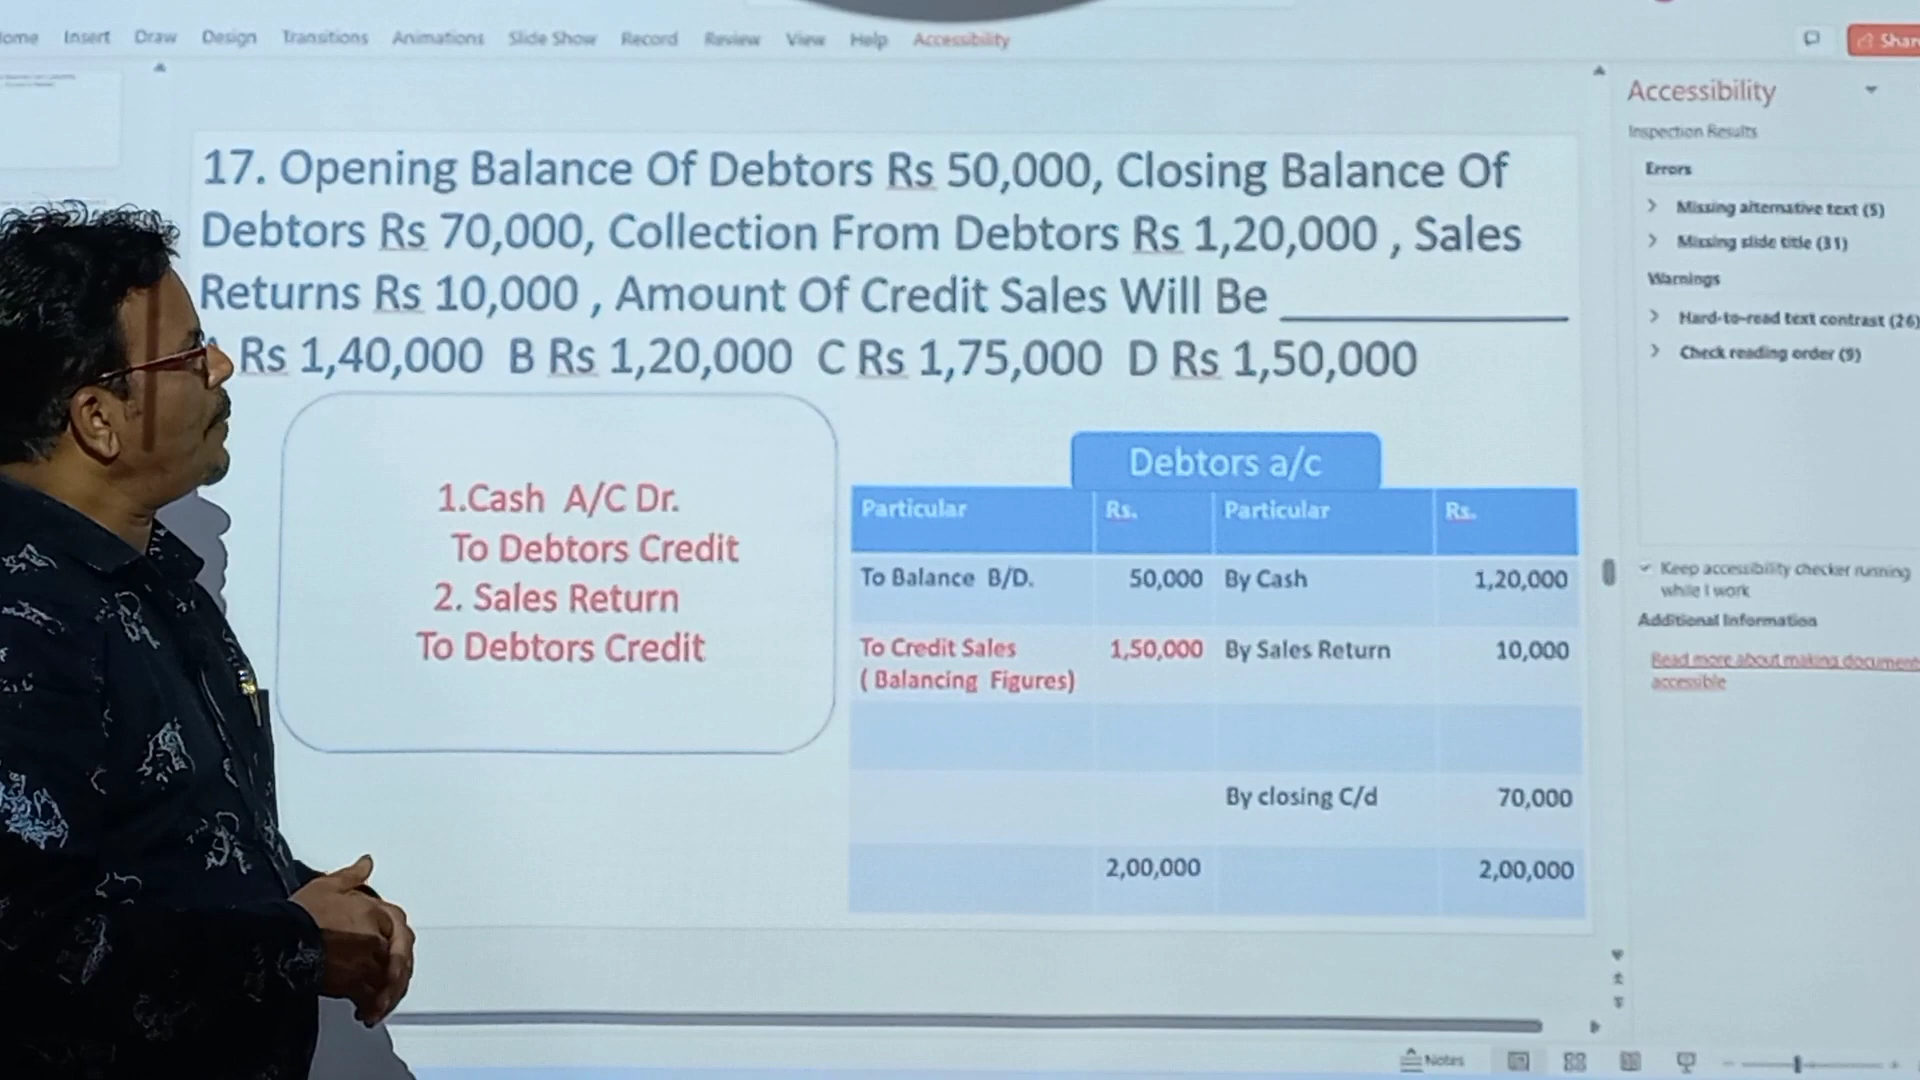 Insert Draw Design Transitions Animations Slide Show Record Review View Help Accessibility
Accessibility
Inspection Results
Errors
Missing alternative text (5)
Missing slide title (31)
Warnings
Hard-to-read text contrast (26)
Check reading order (9)
Keep accessibility checker running
while I work
Additional Information
Read more about making documents
accessible
17. Opening Balance Of Debtors Rs 50,000, Closing Balance Of
Debtors Rs 70,000, Collection From Debtors Rs 1,20,000 , Sales
Returns Rs 10,000 , Amount Of Credit Sales Will Be ____________
Rs 1,40,000 B Rs 1,20,000 C Rs 1,75,000 D Rs 1,50,000
1.Cash A/C Dr.
To Debtors Credit
2. Sales Return
To Debtors Credit
Debtors a/c
Particular Rs. Particular Rs.
To Balance B/D. 50,000 By Cash 1,20,000
To Credit Sales 1,50,000 By Sales Return 10,000
( Balancing Figures)
By closing C/d 70,000
2,00,000 2,00,000
Notes